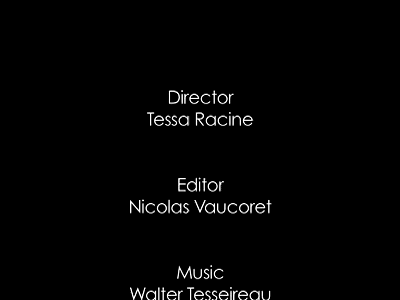 Director
Tessa Racine
Editor
Nicolas Vaucoret
Music
Walter Tesseireau